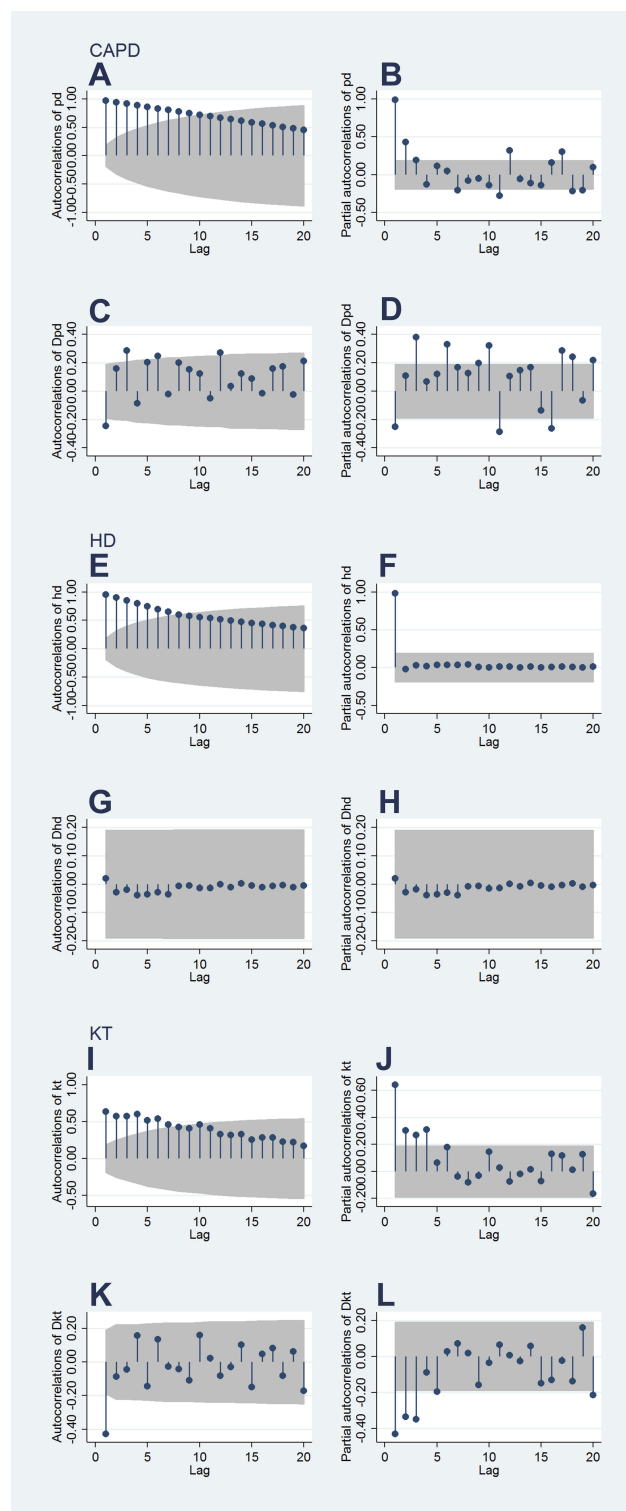 CAPD
A
B
Autocorrelations of pd
-1.00 -0.50 0.00 0.50 1.00
0 5 10 15 20
Lag
Partial autocorrelations of pd
-0.50 0.00 0.50 1.00
0 5 10 15 20
Lag
C
D
Autocorrelations of Dpd
-0.40 -0.20 0.00 0.20 0.40
0 5 10 15 20
Lag
Partial autocorrelations of Dpd
-0.40 -0.20 0.00 0.20 0.40
0 5 10 15 20
Lag
HD
E
F
Autocorrelations of hd
-1.00 -0.50 0.00 0.50 1.00
0 5 10 15 20
Lag
Partial autocorrelations of hd
-0.50 0.00 0.50 1.00
0 5 10 15 20
Lag
G
H
Autocorrelations of Dhd
-0.20 -0.10 0.00 0.10 0.20
0 5 10 15 20
Lag
Partial autocorrelations of Dhd
-0.20 -0.10 0.00 0.10 0.20
0 5 10 15 20
Lag
KT
I
J
Autocorrelations of kt
-0.50 0.00 0.50 1.00
0 5 10 15 20
Lag
Partial autocorrelations of kt
-0.20 0.00 0.20 0.40 0.60
0 5 10 15 20
Lag
K
L
Autocorrelations of Dkt
-0.40 -0.20 0.00 0.20
0 5 10 15 20
Lag
Partial autocorrelations of Dkt
-0.40 -0.20 0.00 0.20
0 5 10 15 20
Lag